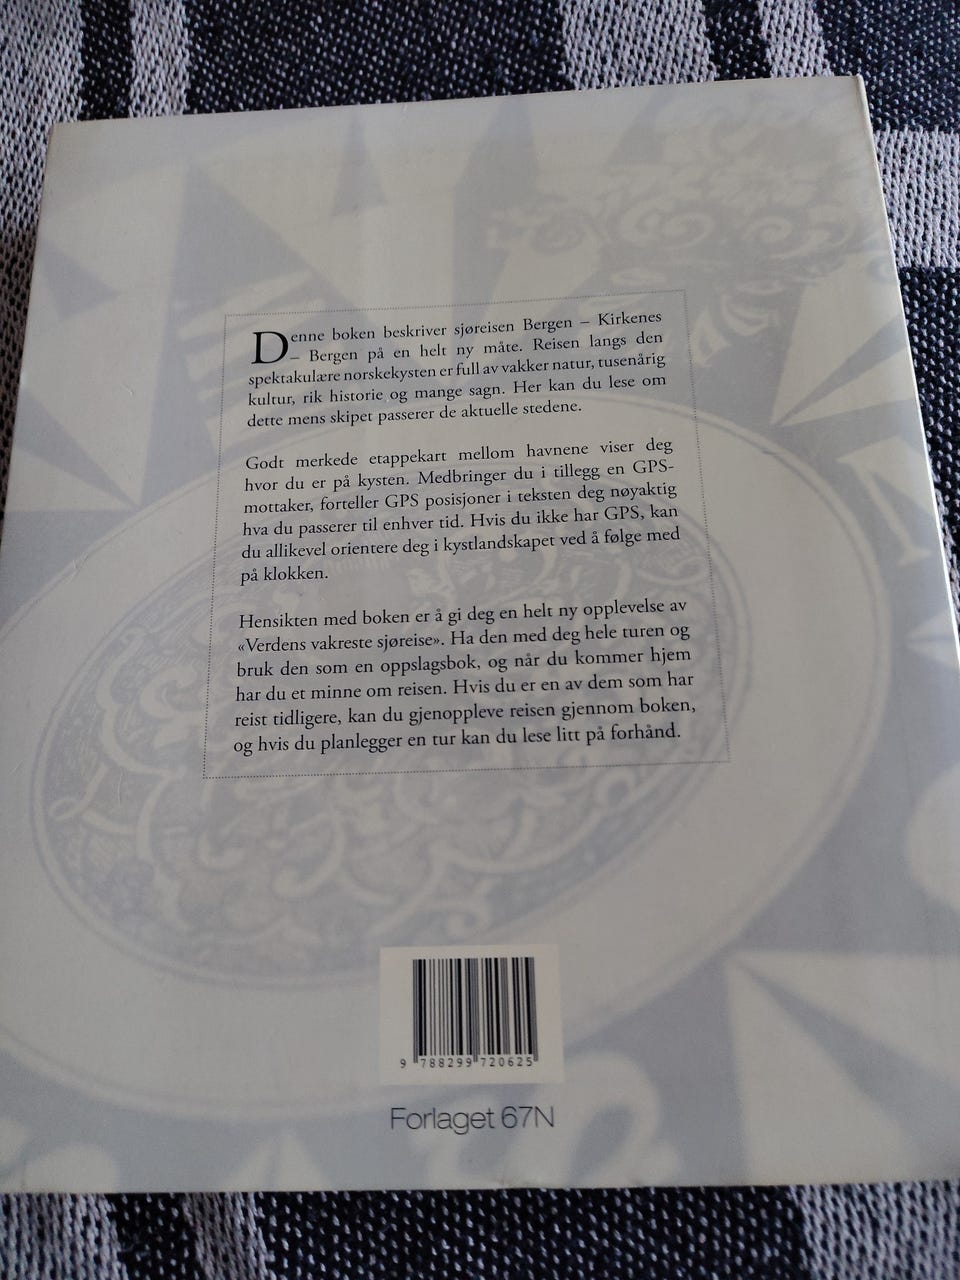 Denne boken beskriver sjøreisen Bergen – Kirkenes
– Bergen på en helt ny måte. Reisen langs den
spektakulære norskekysten er full av vakker natur, tusenårig
kultur, rik historie og mange sagn. Her kan du lese om
dette mens skipet passerer de aktuelle stedene.
Godt merkede etappekart mellom havnene viser deg
hvor du er på kysten. Medbringer du i tillegg en GPS-
mottaker, forteller GPS posisjoner i teksten deg nøyaktig
hva du passerer til enhver tid. Hvis du ikke har GPS, kan
du allikevel orientere deg i kystlandskapet ved å følge med
på klokken.
Hensikten med boken er å gi deg en helt ny opplevelse av
«Verdens vakreste sjøreise». Ha den med deg hele turen og
bruk den som en oppslagsbok, og når du kommer hjem
har du et minne om reisen. Hvis du er en av dem som har
reist tidligere, kan du gjenoppleve reisen gjennom boken,
og hvis du planlegger en tur kan du lese litt på forhånd.
9 788299 720625
Forlaget 67N